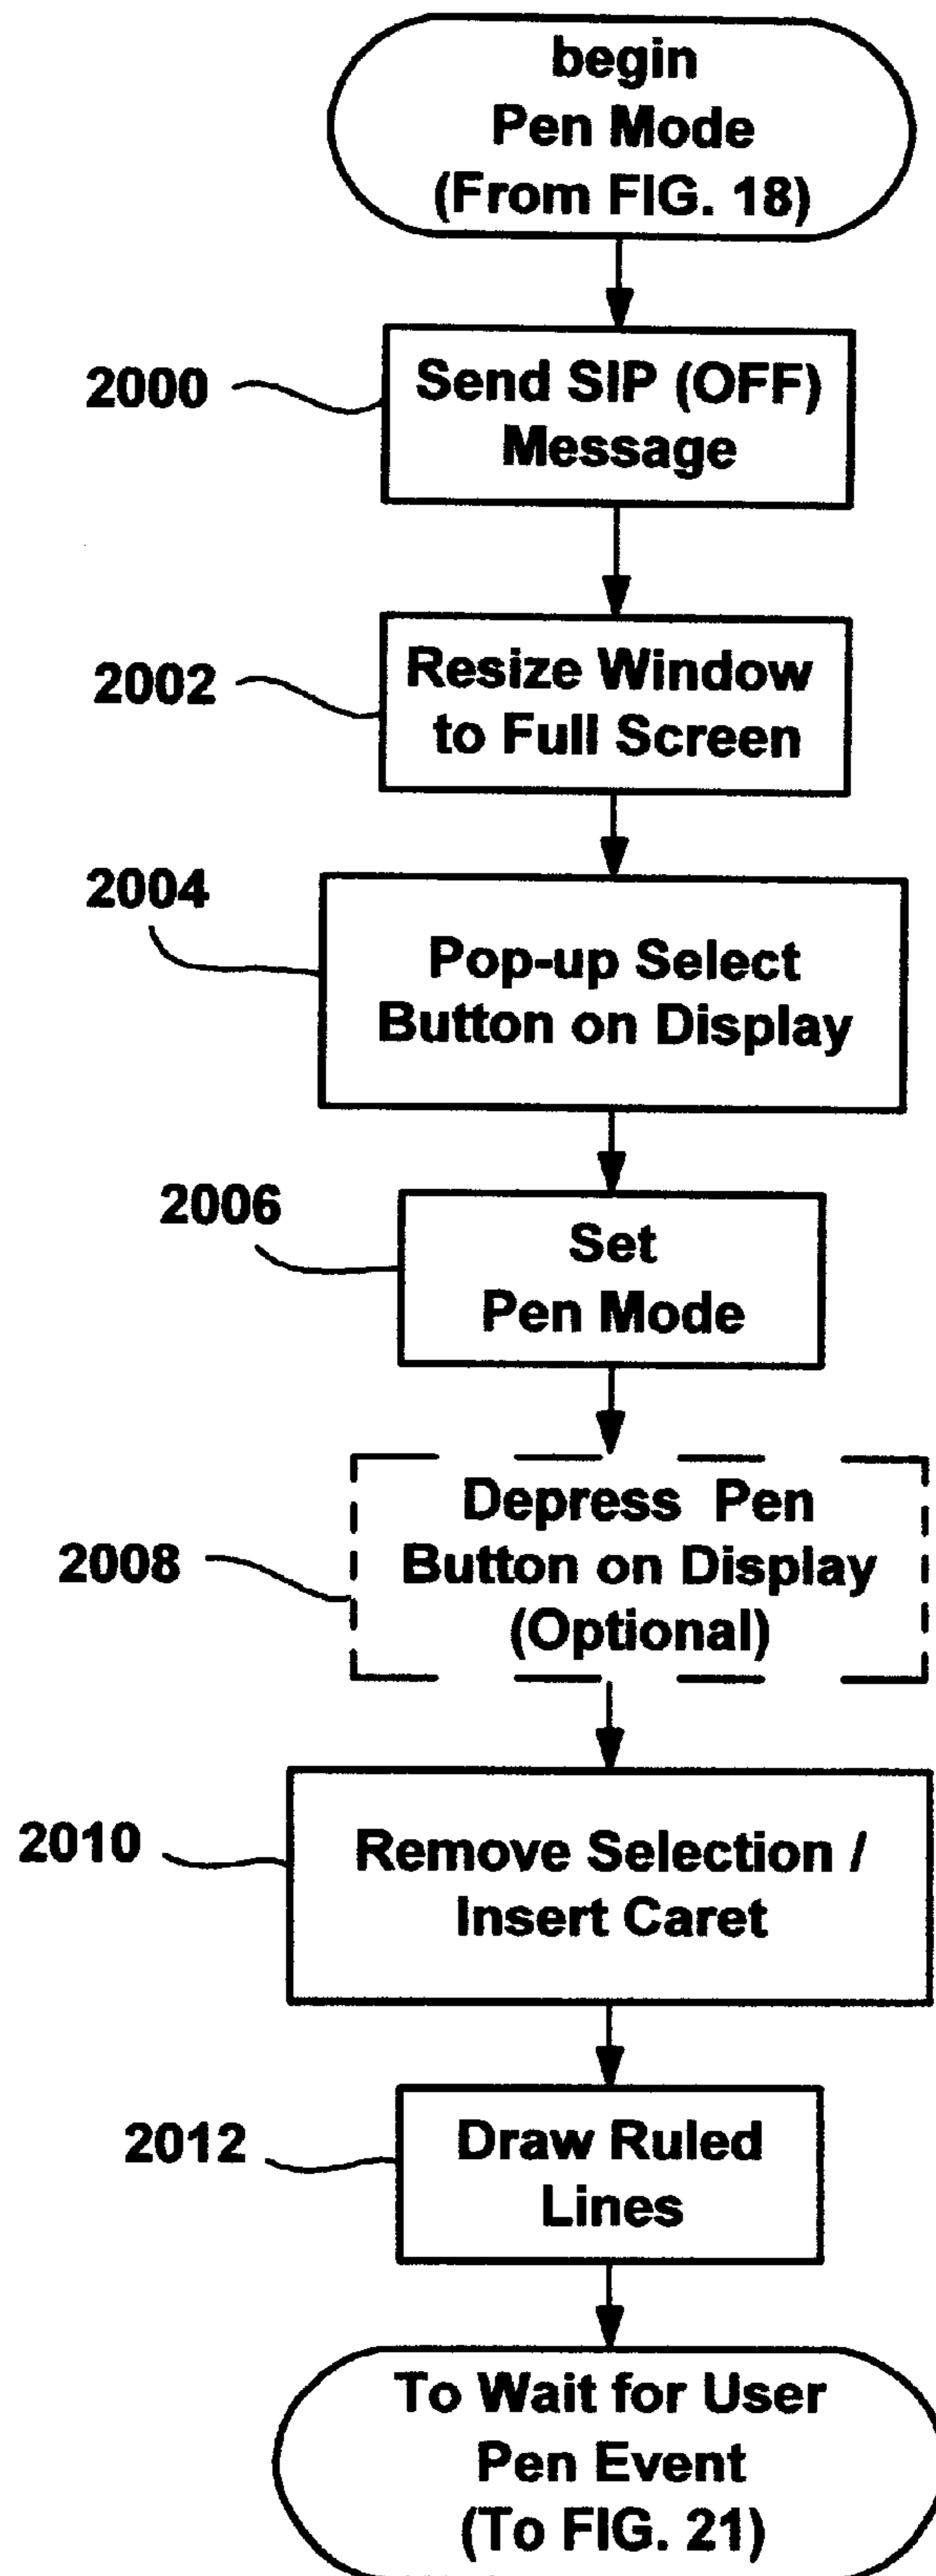 begin
Pen Mode
(From FIG. 18)
2000
Send SIP (OFF)
Message
2002
Resize Window
to Full Screen
2004
Pop-up Select
Button on Display
2006
Set
Pen Mode
2008
Depress Pen
Button on Display
(Optional)
2010
Remove Selection /
Insert Caret
2012
Draw Ruled
Lines
To Wait for User
Pen Event
(To FIG. 21)